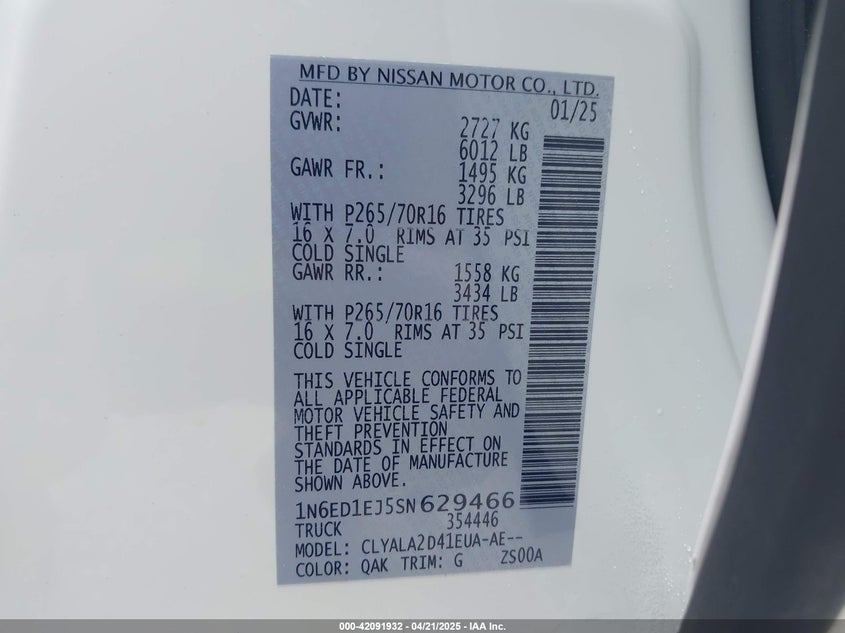 MFD BY NISSAN MOTOR CO., LTD.
DATE: 01/25
GVWR: 2727 KG
6012 LB
GAWR FR.: 1495 KG
3296 LB
WITH P265/70R16 TIRES
16 X 7.0 RIMS AT 35 PSI
COLD SINGLE
GAWR RR.: 1558 KG
3434 LB
WITH P265/70R16 TIRES
16 X 7.0 RIMS AT 35 PSI
COLD SINGLE
THIS VEHICLE CONFORMS TO
ALL APPLICABLE FEDERAL
MOTOR VEHICLE SAFETY AND
THEFT PREVENTION
STANDARDS IN EFFECT ON
THE DATE OF MANUFACTURE
SHOWN ABOVE.
1N6ED1EJ5SN629466
TRUCK 354446
MODEL: CLYALA2D41EUA-AE--
COLOR: QAK TRIM: G ZS00A
000-42091932 - 04/21/2025 - IAA Inc.